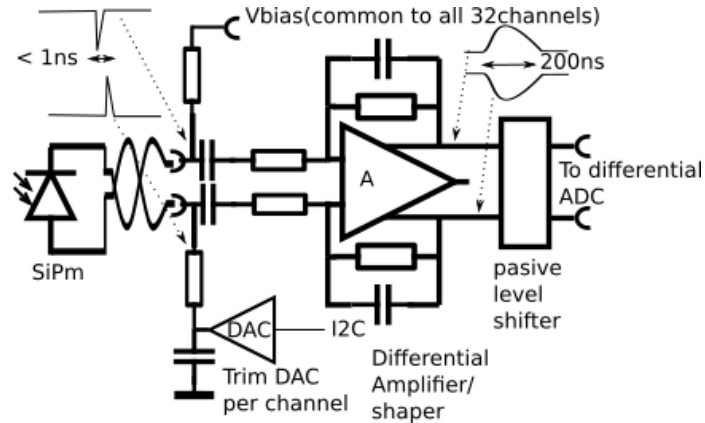 Vbias(common to all 32channels)
< 1ns
200ns
A
To differential
ADC
SiPm
pasive
level
shifter
DAC
I2C
Trim DAC
per channel
Differential
Amplifier/
shaper